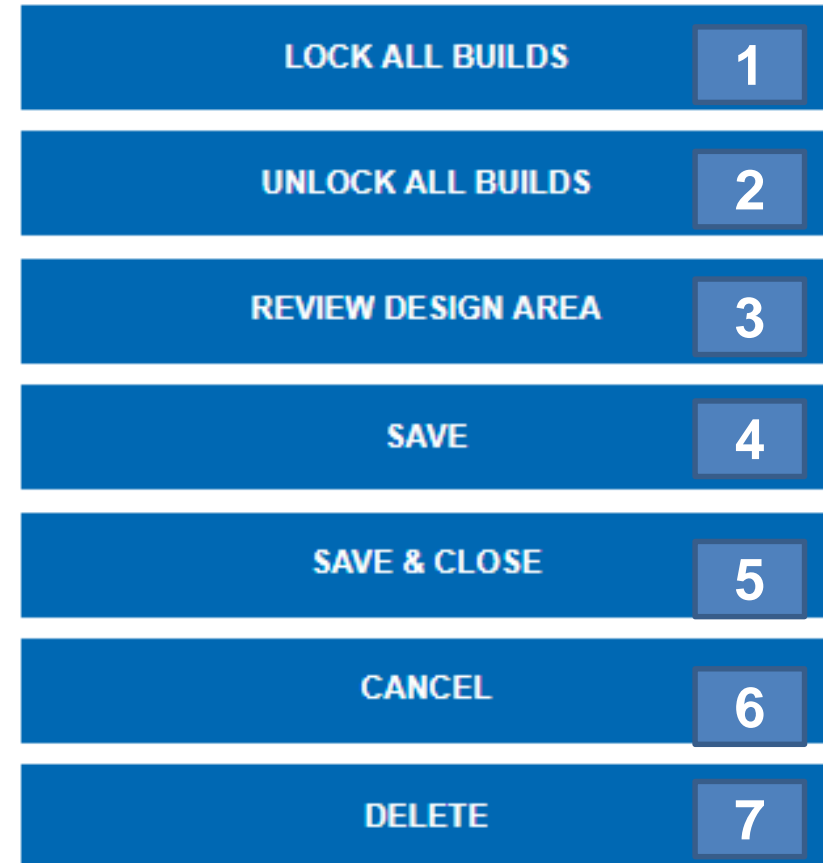 LOCK ALL BUILDS 1
UNLOCK ALL BUILDS 2
REVIEW DESIGN AREA 3
SAVE 4
SAVE & CLOSE 5
CANCEL 6
DELETE 7